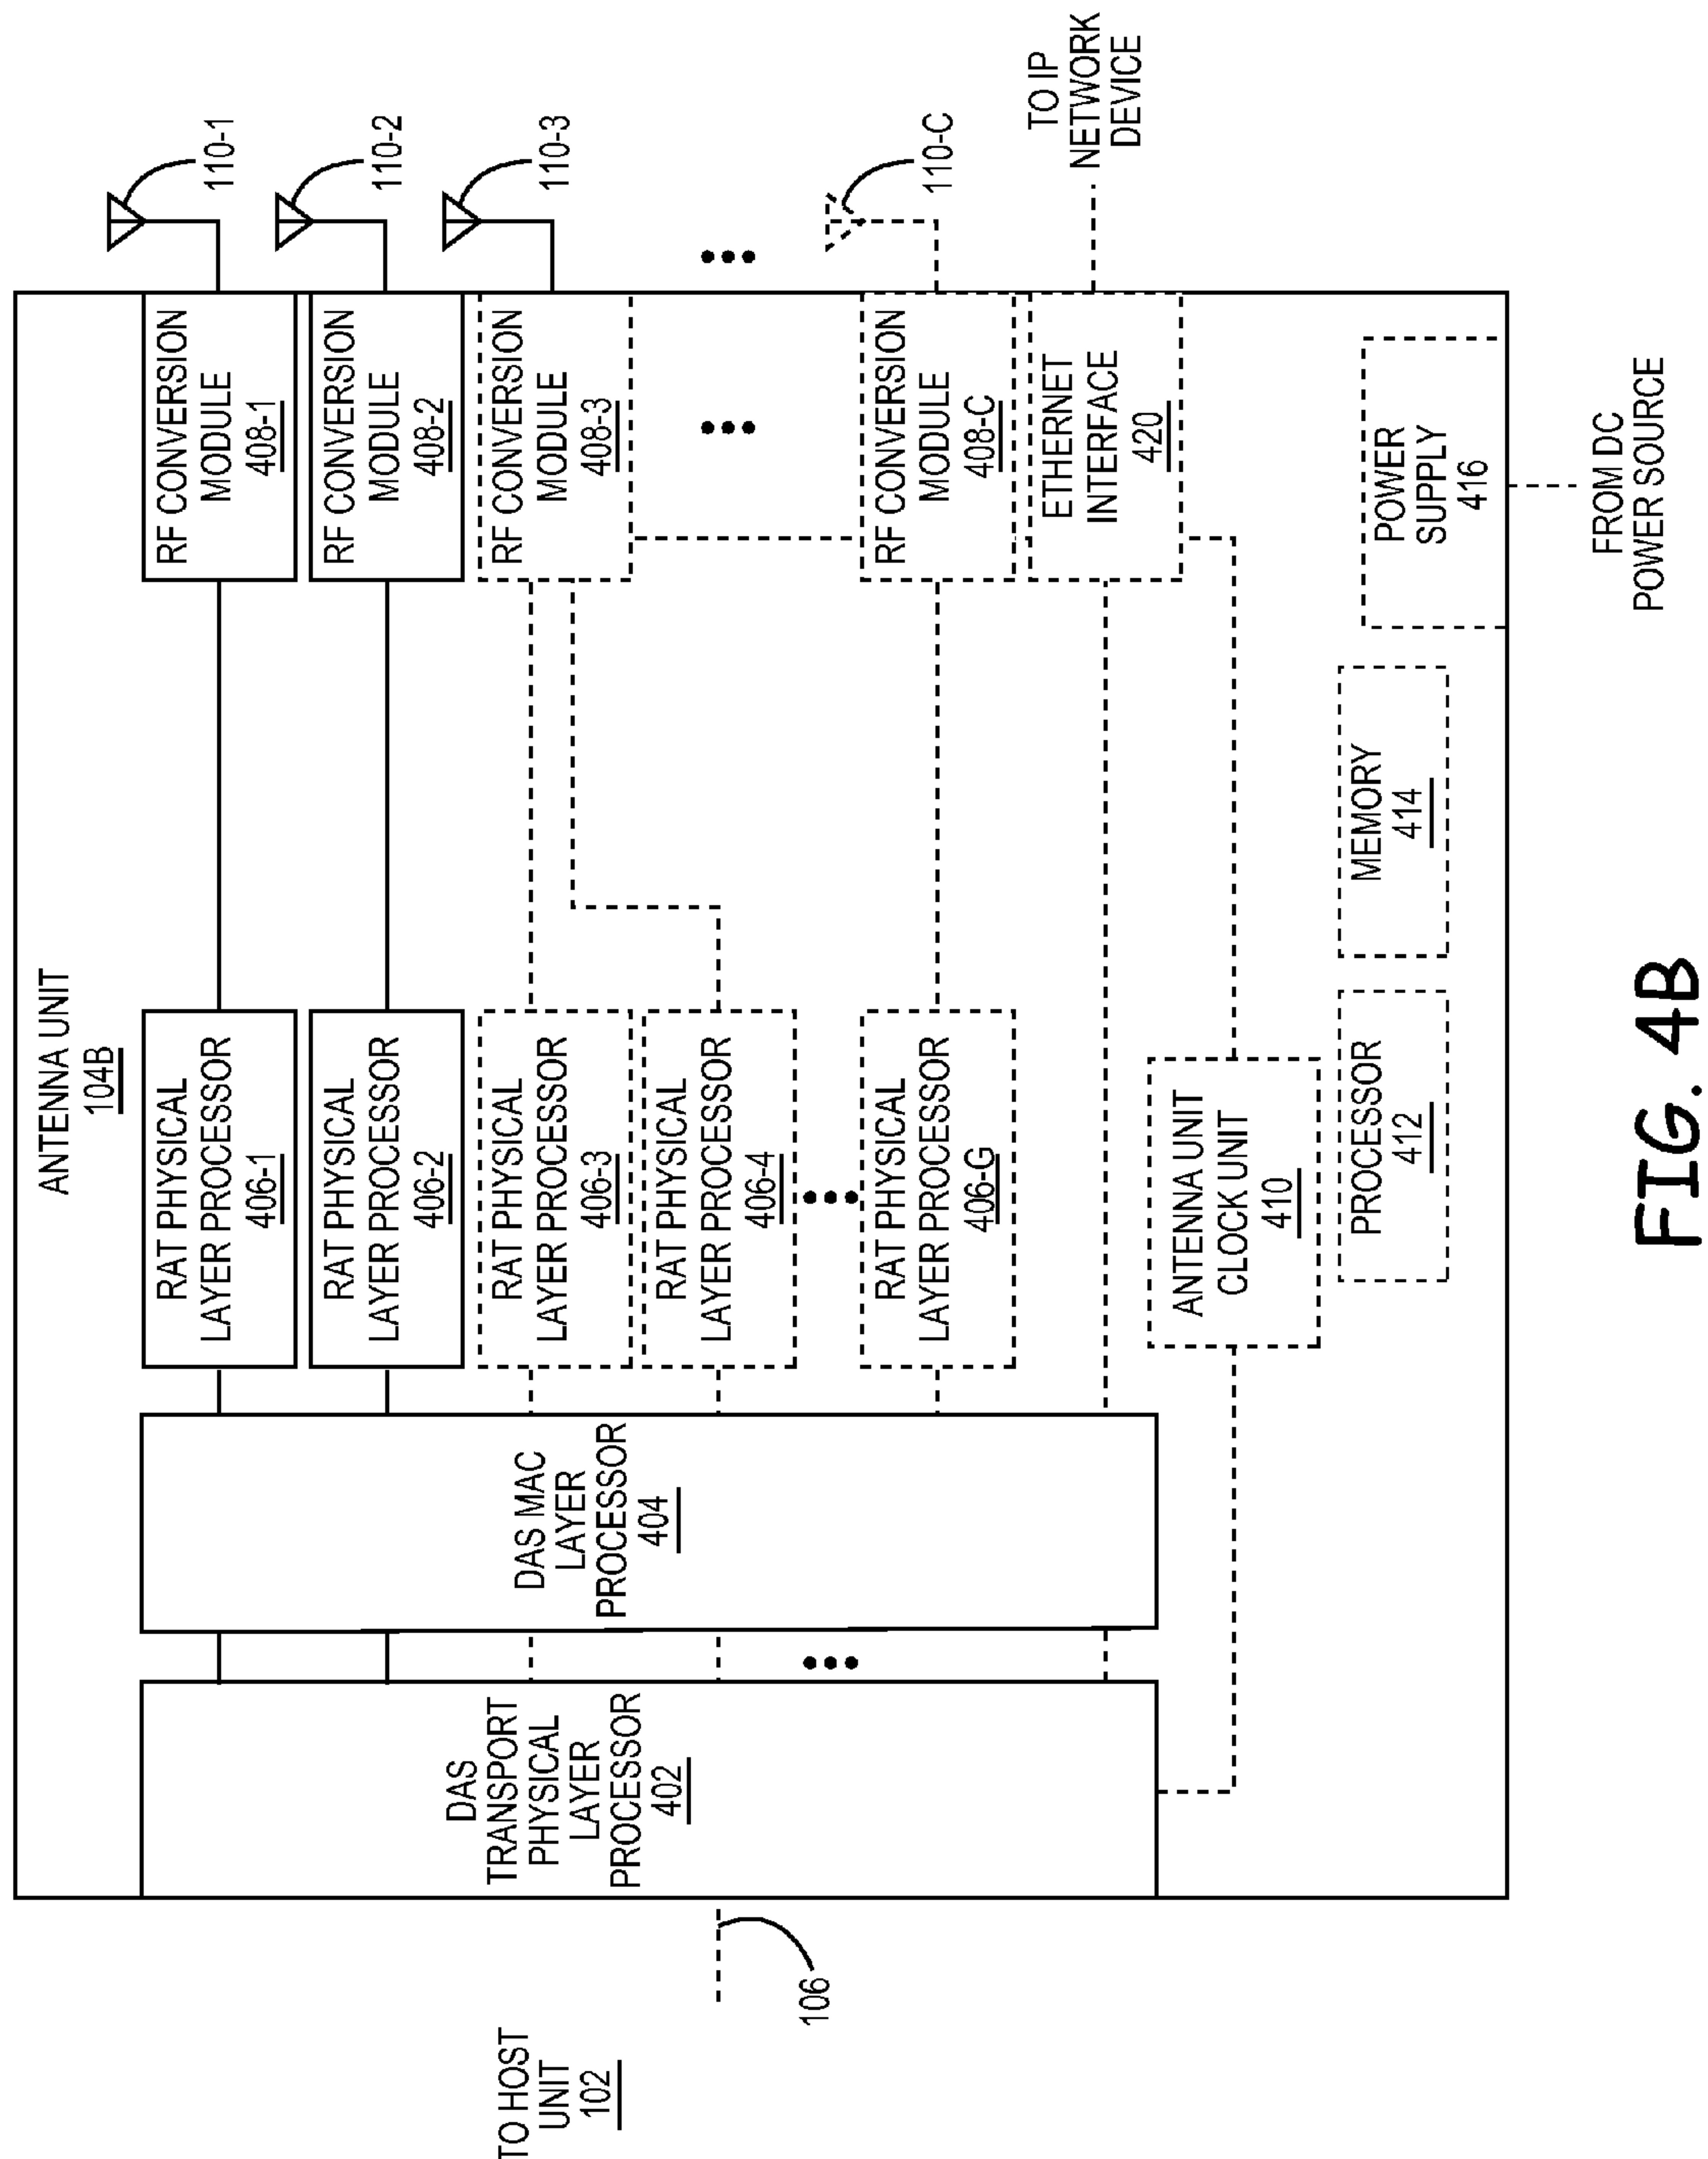 ANTENNA UNIT
104B
TO HOST
UNIT
102
106
DAS
TRANSPORT
PHYSICAL
LAYER
PROCESSOR
402
DAS MAC
LAYER
PROCESSOR
404
RAT PHYSICAL
LAYER PROCESSOR
406-1
RAT PHYSICAL
LAYER PROCESSOR
406-2
RAT PHYSICAL
LAYER PROCESSOR
406-3
RAT PHYSICAL
LAYER PROCESSOR
406-4
RAT PHYSICAL
LAYER PROCESSOR
406-G
RF CONVERSION
MODULE
408-1
RF CONVERSION
MODULE
408-2
RF CONVERSION
MODULE
408-3
RF CONVERSION
MODULE
408-C
ETHERNET
INTERFACE
420
110-1
110-2
110-3
110-C
TO IP
NETWORK
DEVICE
ANTENNA UNIT
CLOCK UNIT
410
PROCESSOR
412
MEMORY
414
POWER
SUPPLY
416
FROM DC
POWER SOURCE
FIG. 4B